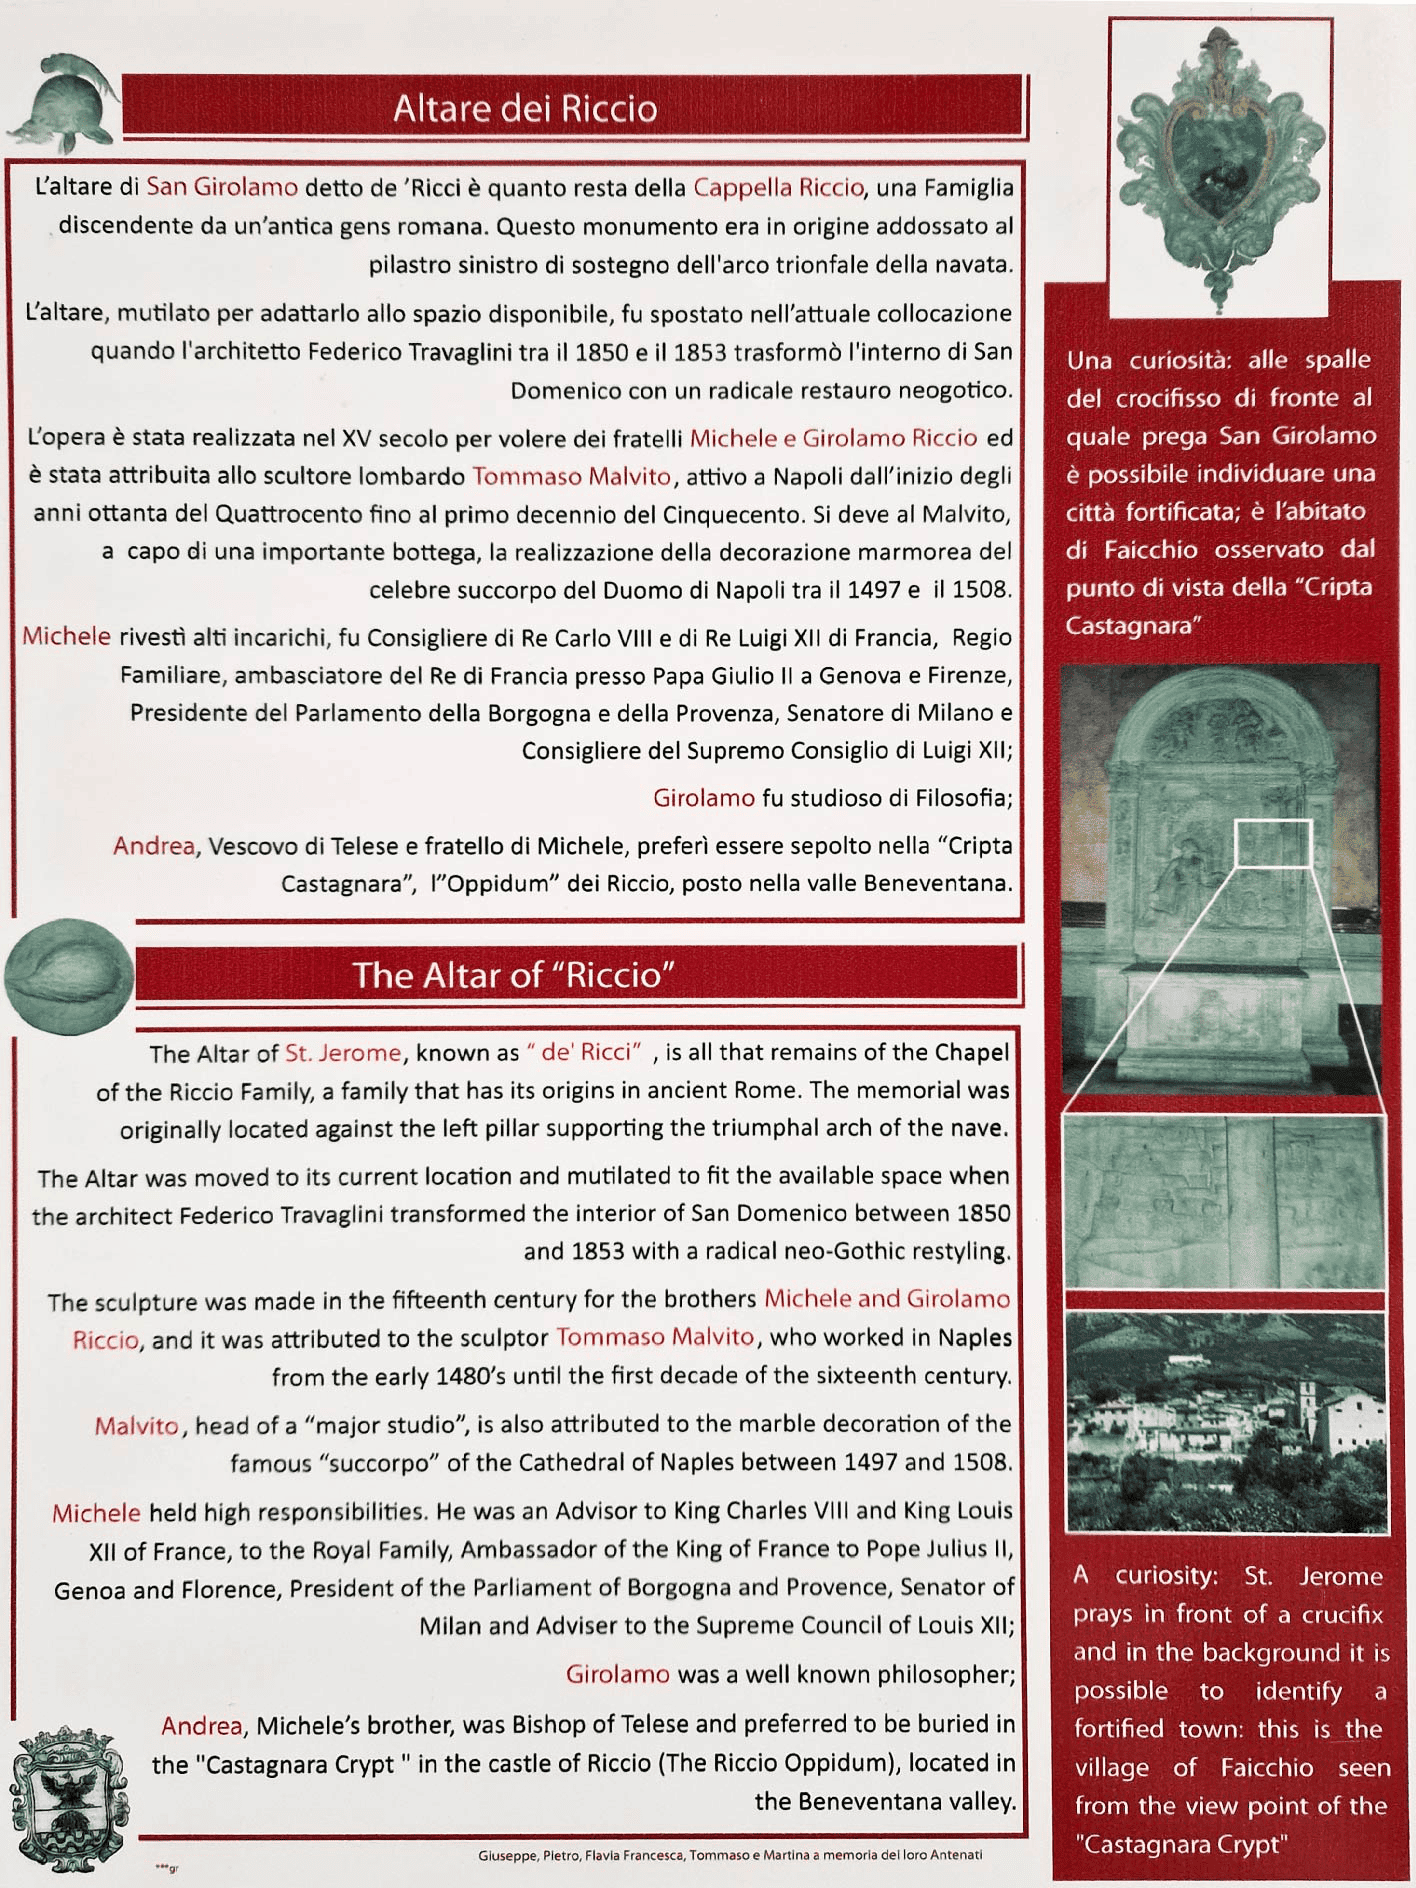 Altare dei Riccio
L'altare di San Girolamo detto de 'Ricci è quanto resta della Cappella Riccio, una Famiglia
discendente da un'antica gens romana. Questo monumento era in origine addossato al
pilastro sinistro di sostegno dell'arco trionfale della navata.
L'altare, mutilato per adattarlo allo spazio disponibile, fu spostato nell'attuale collocazione
quando l'architetto Federico Travaglini tra il 1850 e il 1853 trasformò l'interno di San
Domenico con un radicale restauro neogotico.
L'opera è stata realizzata nel XV secolo per volere dei fratelli Michele e Girolamo Riccio ed
è stata attribuita allo scultore lombardo Tommaso Malvito, attivo a Napoli dall'inizio degli
anni ottanta del Quattrocento fino al primo decennio del Cinquecento. Si deve al Malvito,
a capo di una importante bottega, la realizzazione della decorazione marmorea del
celebre succorpo del Duomo di Napoli tra il 1497 e il 1508.
Michele rivestì alti incarichi, fu Consigliere di Re Carlo VIII e di Re Luigi XII di Francia, Regio
Familiare, ambasciatore del Re di Francia presso Papa Giulio II a Genova e Firenze,
Presidente del Parlamento della Borgogna e della Provenza, Senatore di Milano e
Consigliere del Supremo Consiglio di Luigi XII;
Girolamo fu studioso di Filosofia;
Andrea, Vescovo di Telese e fratello di Michele, preferì essere sepolto nella “Cripta
Castagnara”, l”Oppidum” dei Riccio, posto nella valle Beneventana.
The Altar of “Riccio”
The Altar of St. Jerome, known as “ de' Ricci” , is all that remains of the Chapel
of the Riccio Family, a family that has its origins in ancient Rome. The memorial was
originally located against the left pillar supporting the triumphal arch of the nave.
The Altar was moved to its current location and mutilated to fit the available space when
the architect Federico Travaglini transformed the interior of San Domenico between 1850
and 1853 with a radical neo-Gothic restyling.
The sculpture was made in the fifteenth century for the brothers Michele and Girolamo
Riccio, and it was attributed to the sculptor Tommaso Malvito, who worked in Naples
from the early 1480’s until the first decade of the sixteenth century.
Malvito, head of a “major studio”, is also attributed to the marble decoration of the
famous “succorpo” of the Cathedral of Naples between 1497 and 1508.
Michele held high responsibilities. He was an Advisor to King Charles VIII and King Louis
XII of France, to the Royal Family, Ambassador of the King of France to Pope Julius II,
Genoa and Florence, President of the Parliament of Borgogna and Provence, Senator of
Milan and Adviser to the Supreme Council of Louis XII;
Girolamo was a well known philosopher;
Andrea, Michele’s brother, was Bishop of Telese and preferred to be buried in
the "Castagnara Crypt " in the castle of Riccio (The Riccio Oppidum), located in
the Beneventana valley.
Giuseppe, Pietro, Flavia Francesca, Tommaso e Martina a memoria dei loro Antenati
***gr
Una curiosità: alle spalle
del crocifisso di fronte al
quale prega San Girolamo
è possibile individuare una
città fortificata; è l'abitato
di Faicchio osservato dal
punto di vista della “Cripta
Castagnara”
A curiosity: St. Jerome
prays in front of a crucifix
and in the background it is
possible to identify a
fortified town: this is the
village of Faicchio seen
from the view point of the
"Castagnara Crypt"